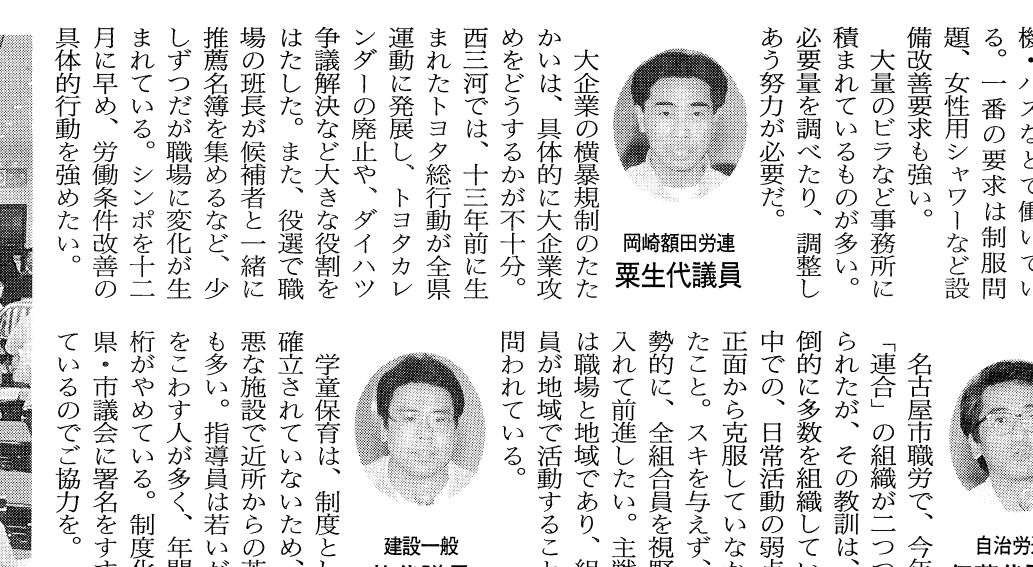 る。一番の要求は制服問
題、女性用シャワーなど設
備改善要求も強い。
大量のビラなど事務所に
積まれているものが多い。
必要量を調べたり、調整し
あう努力が必要だ。
岡崎額田労連
粟生代議員
大企業の横暴規制のたた
かいは、具体的に大企業攻
めをどうするかが不十分。
西三河では、十三年前に生
まれたトヨタ総行動が全県
運動に発展し、トヨタカレ
ンダーの廃止や、ダイハツ
争議解決など大きな役割を
はたした。また、役選で職
場の班長が候補者と一緒に
推薦名簿を集めるなど、少
しずつだが職場に変化が生
まれている。シンポを十二
月に早め、労働条件改善の
具体的行動を強めたい。
自治労
名古屋市職労で、今年
「連合」の組織が二つ
られたが、その教訓は、
倒的に多数を組織してい
中での、日常活動の弱点
正面から克服していなか
たこと。スキを与えず、
勢的に、全組合員を視野
入れて前進したい。主戦
は職場と地域であり、組
員が地域で活動すること
問われている。
建設一般
学童保育は、制度とし
確立されていないため、
悪な施設で近所からの苦
も多い。指導員は若いが
をこわす人が多く、年間
桁がやめている。制度化
県・市議会に署名をすす
ているのでご協力を。